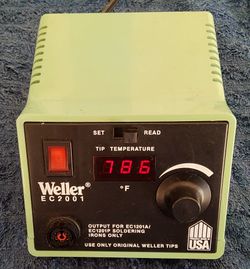 SET READ
TIP TEMPERATURE
786
Weller®
EC2001
°F
OUTPUT FOR EC1201A/
EC1201P SOLDERING
IRONS ONLY
USE ONLY ORIGINAL WELLER TIPS
USA